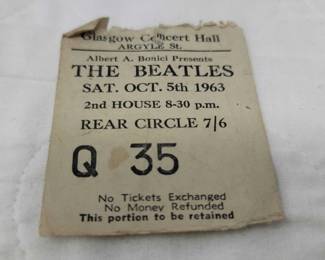 Glasgow Concert Hall
ARGYLE St.
Albert A. Bonici Presents
THE BEATLES
SAT. OCT. 5th 1963
2nd HOUSE 8-30 p.m.
REAR CIRCLE 7/6
Q 35
No Tickets Exchanged
No Money Refunded
This portion to be retained